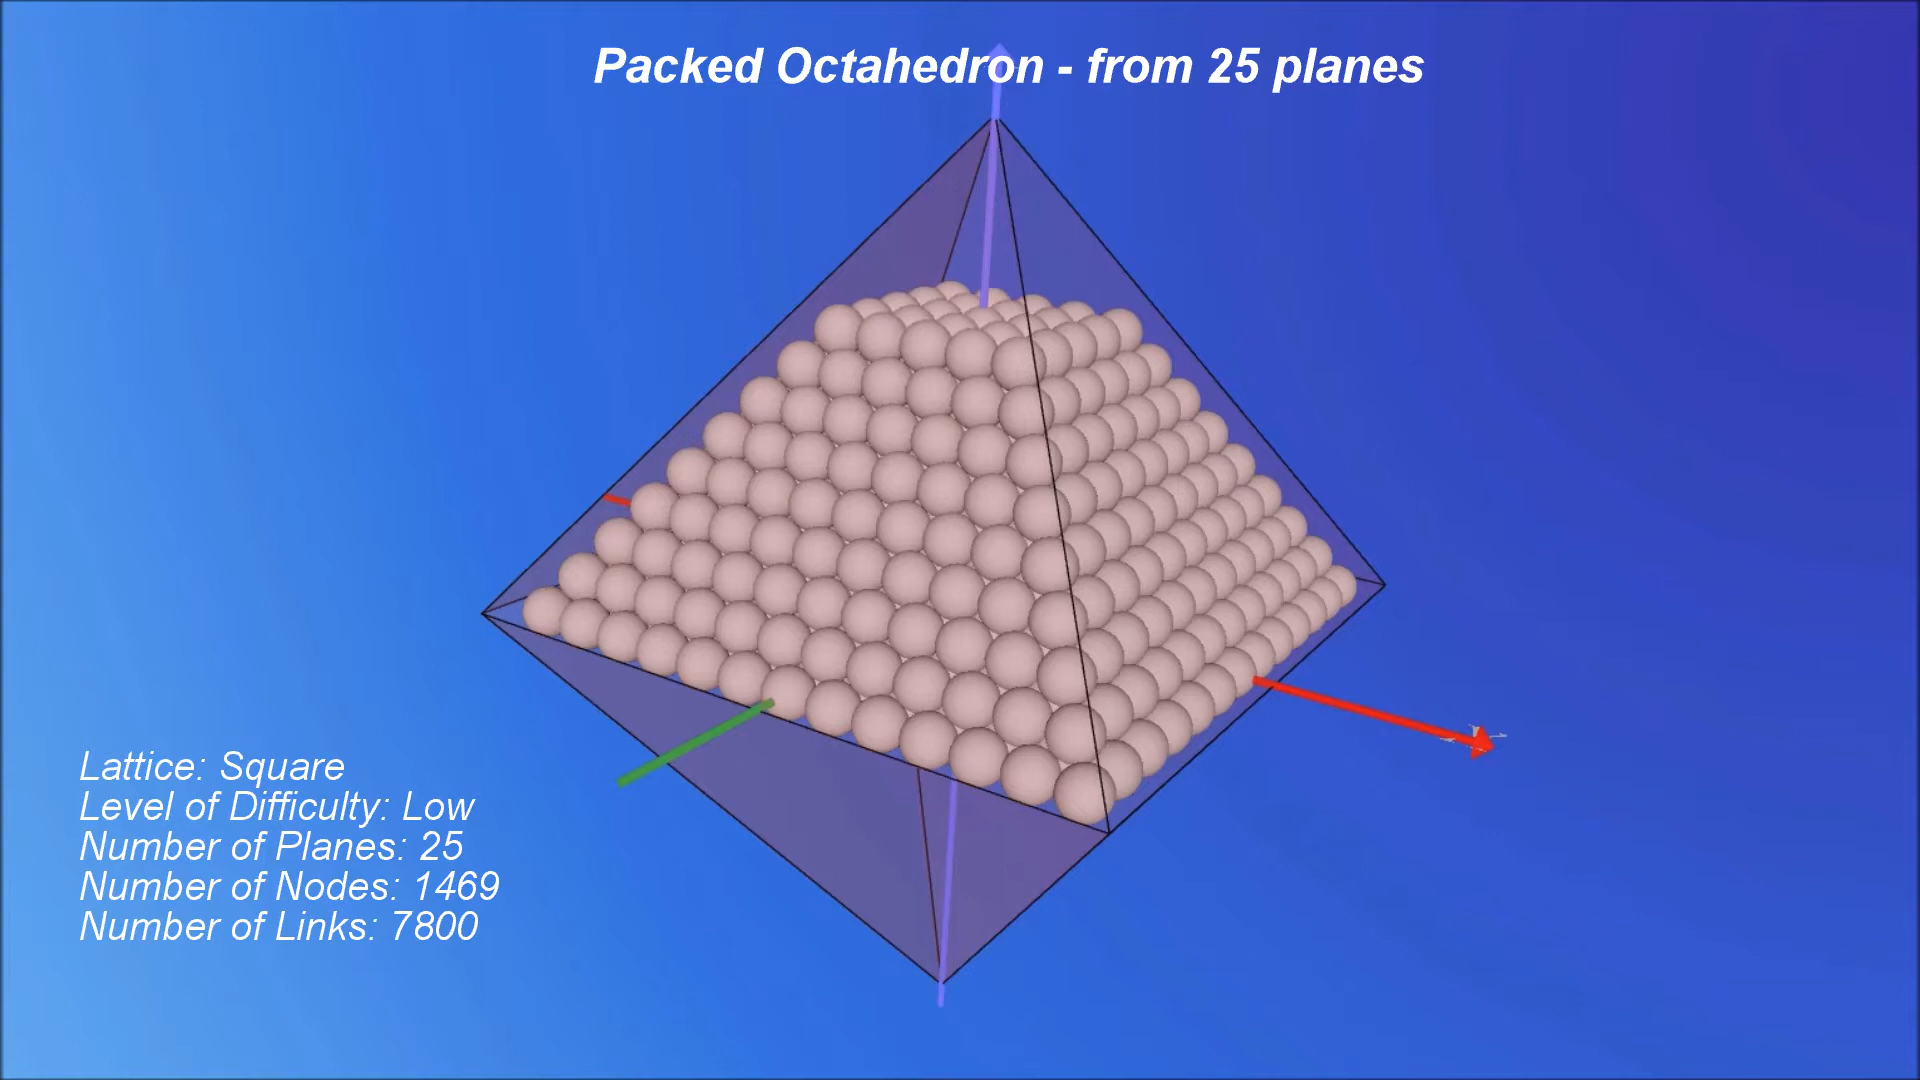 Packed Octahedron - from 25 planes
Lattice: Square
Level of Difficulty: Low
Number of Planes: 25
Number of Nodes: 1469
Number of Links: 7800